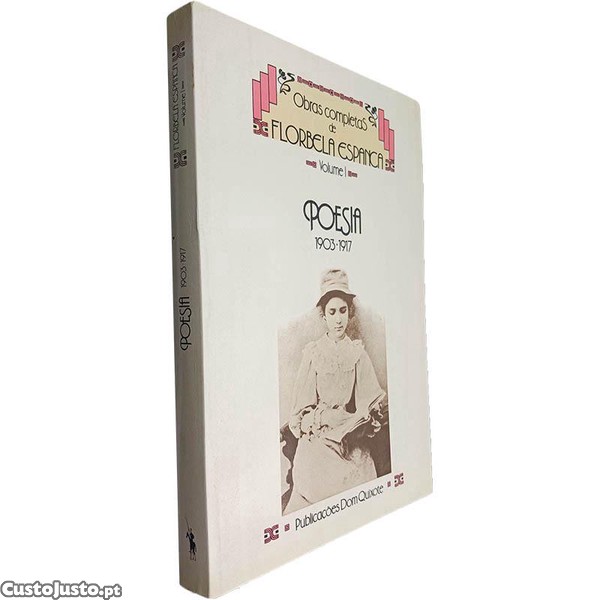 FLORBELA ESPANCA
Volume I
POESIA 1903-1917
Obras completas
de
FLORBELA ESPANCA
Volume I
POESIA
1903-1917
Publicações Dom Quixote
CustoJusto.pt